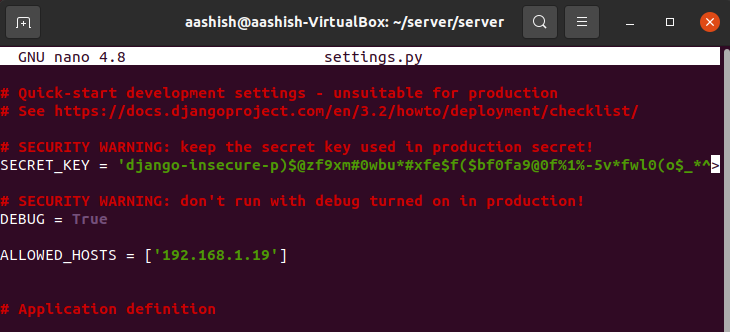 aashish@aashish-VirtualBox: ~/server/server
GNU nano 4.8 settings.py
# Quick-start development settings - unsuitable for production
# See https://docs.djangoproject.com/en/3.2/howto/deployment/checklist/
# SECURITY WARNING: keep the secret key used in production secret!
SECRET_KEY = 'django-insecure-p)$@zf9xm#0wbu*#xfe$f($bf0fa9@0f%1%-5v*fwl0(o$_*^>
# SECURITY WARNING: don't run with debug turned on in production!
DEBUG = True
ALLOWED_HOSTS = ['192.168.1.19']
# Application definition